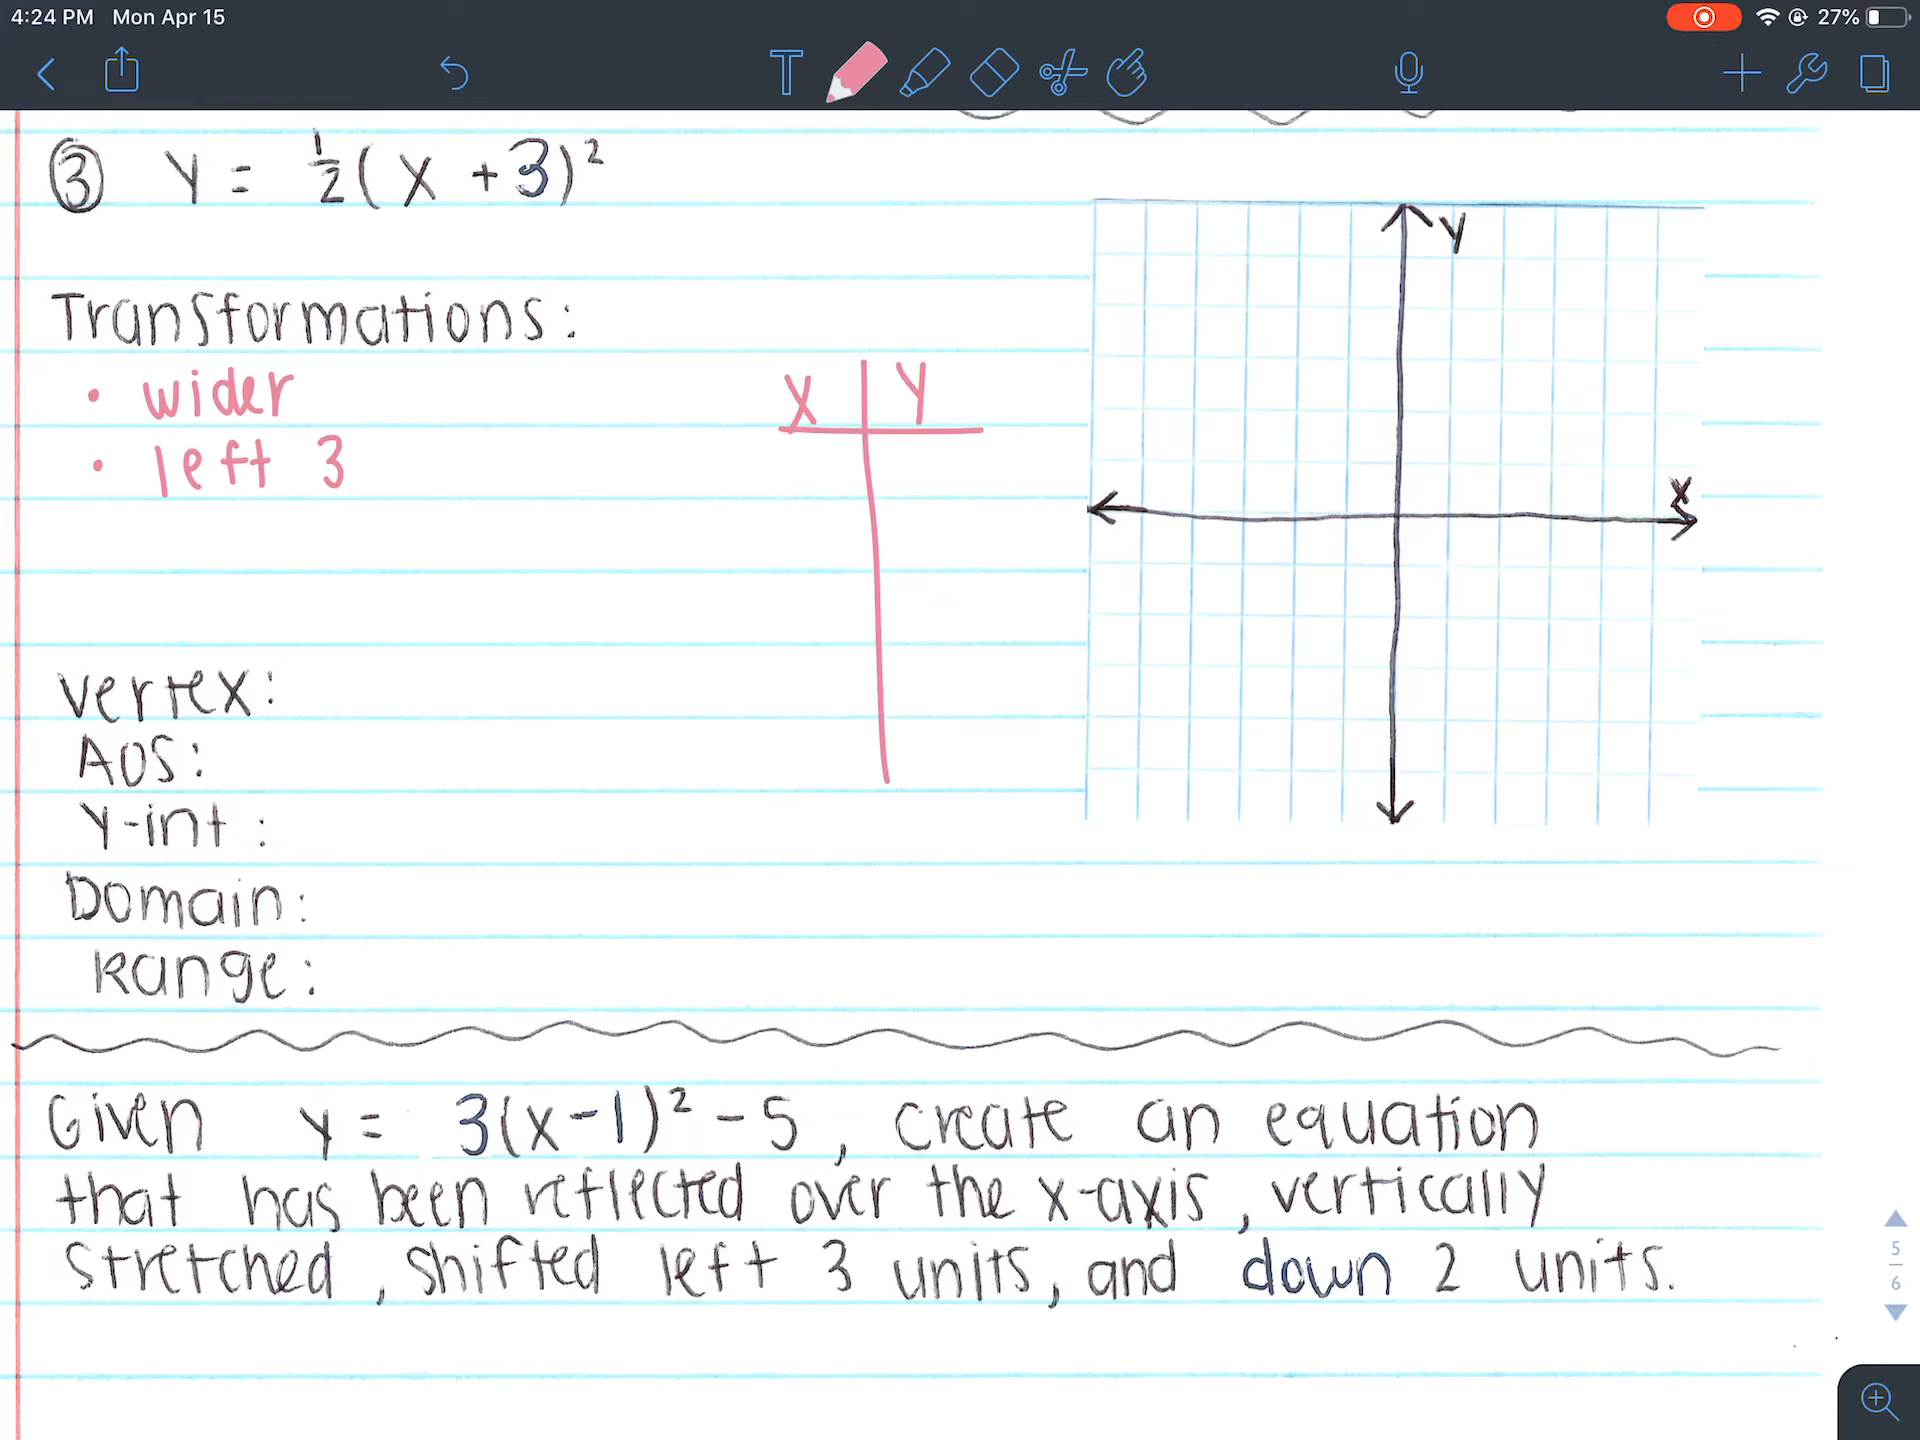 4:24 PM Mon Apr 15
27%
T
③ y = ½(x + 3)²
y
Transformations:
• wider
x y
• left 3
x
Vertex:
AOS:
y-int :
Domain:
Range:
Given y = 3(x-1)² - 5, create an equation
that has been reflected over the x-axis, vertically
stretched, shifted left 3 units, and down 2 units.
5
6